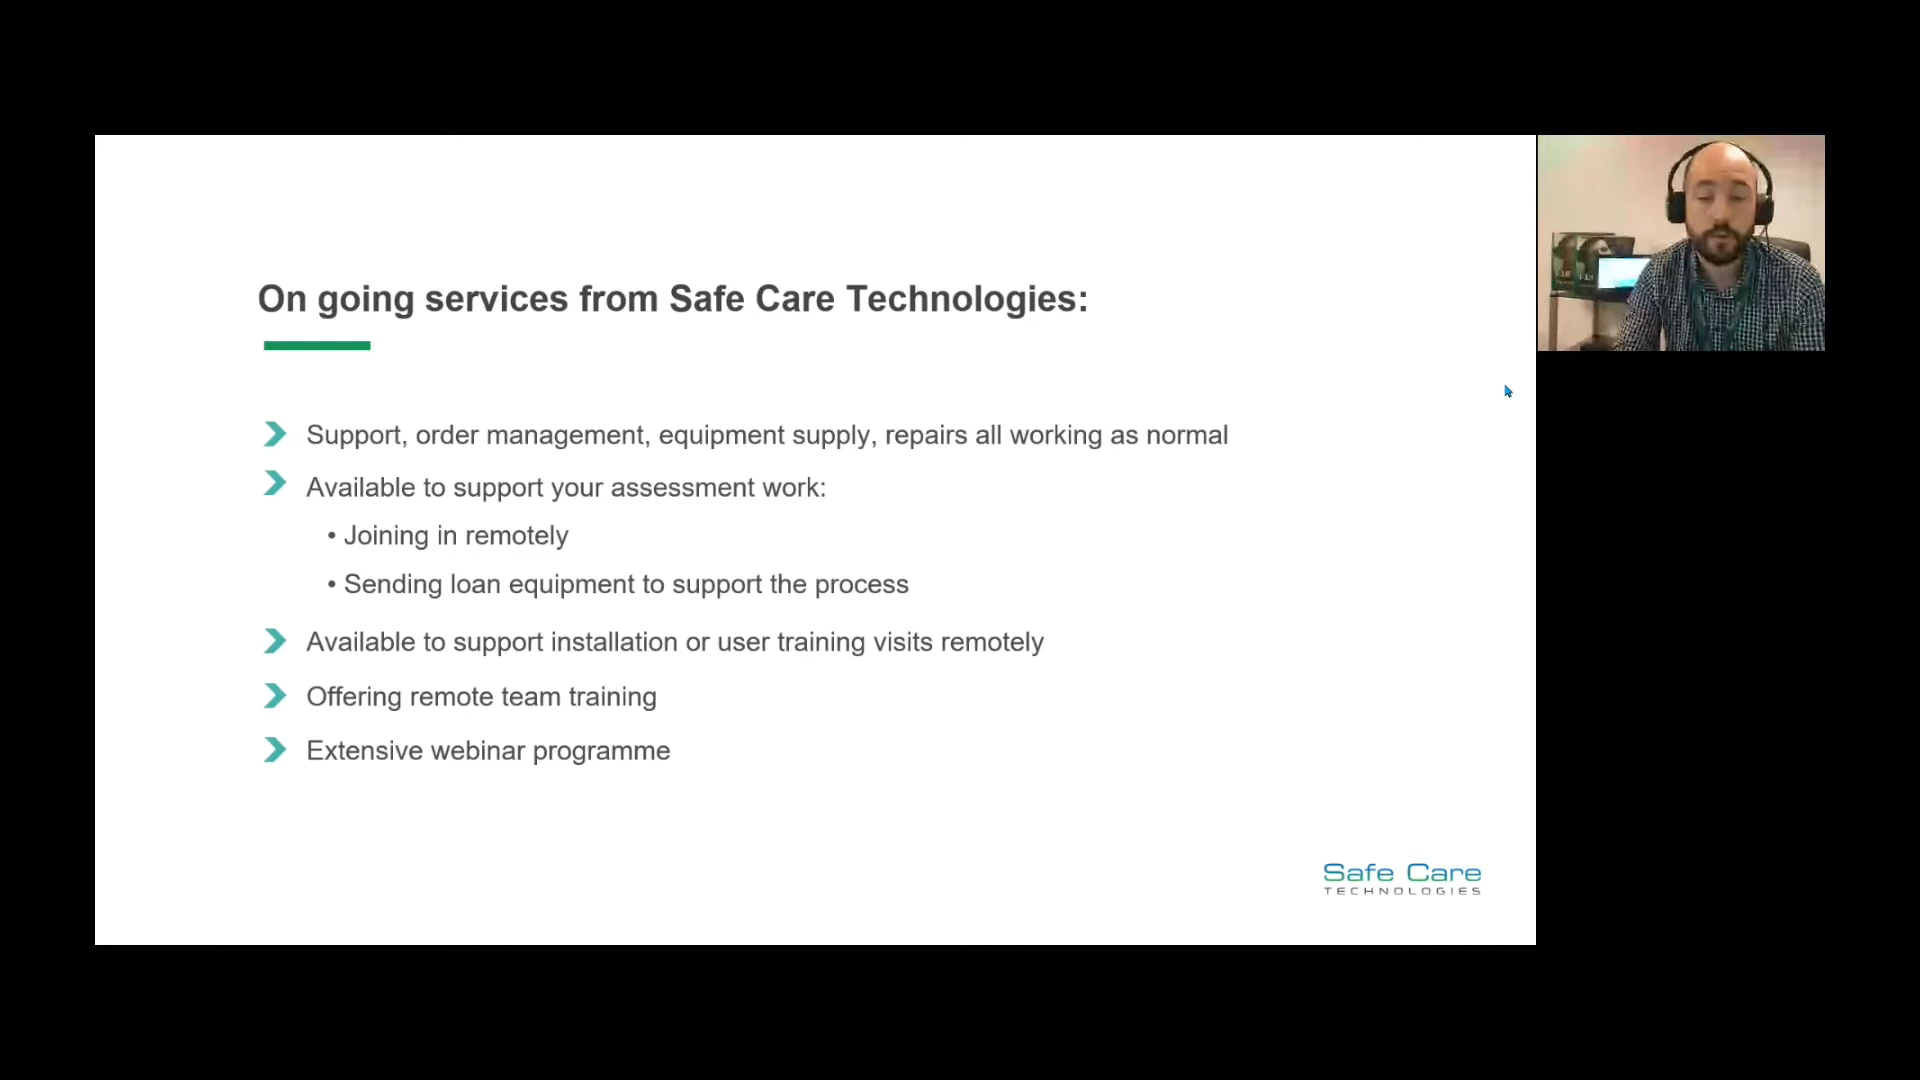 On going services from Safe Care Technologies:
Support, order management, equipment supply, repairs all working as normal
Available to support your assessment work:
• Joining in remotely
• Sending loan equipment to support the process
Available to support installation or user training visits remotely
Offering remote team training
Extensive webinar programme
Safe Care
TECHNOLOGIES